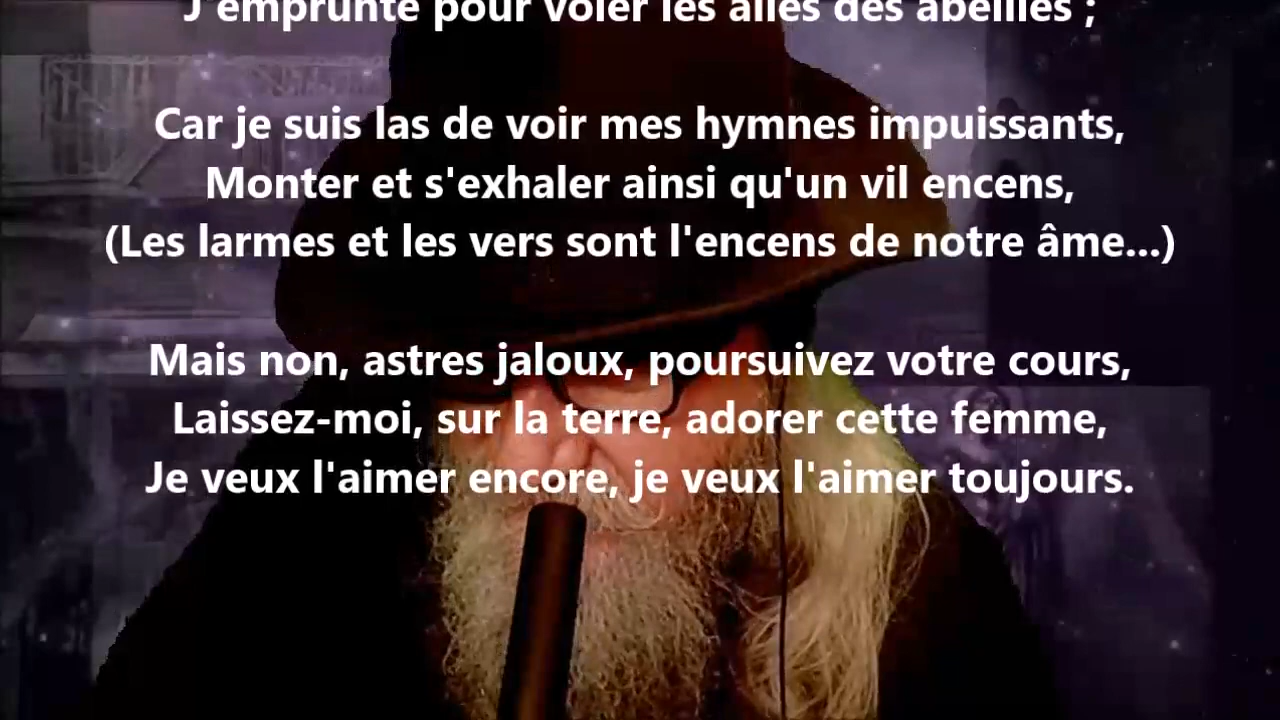 J'emprunte pour voler les ailes des abeilles ;
Car je suis las de voir mes hymnes impuissants,
Monter et s'exhaler ainsi qu'un vil encens,
(Les larmes et les vers sont l'encens de notre âme...)
Mais non, astres jaloux, poursuivez votre cours,
Laissez-moi, sur la terre, adorer cette femme,
Je veux l'aimer encore, je veux l'aimer toujours.